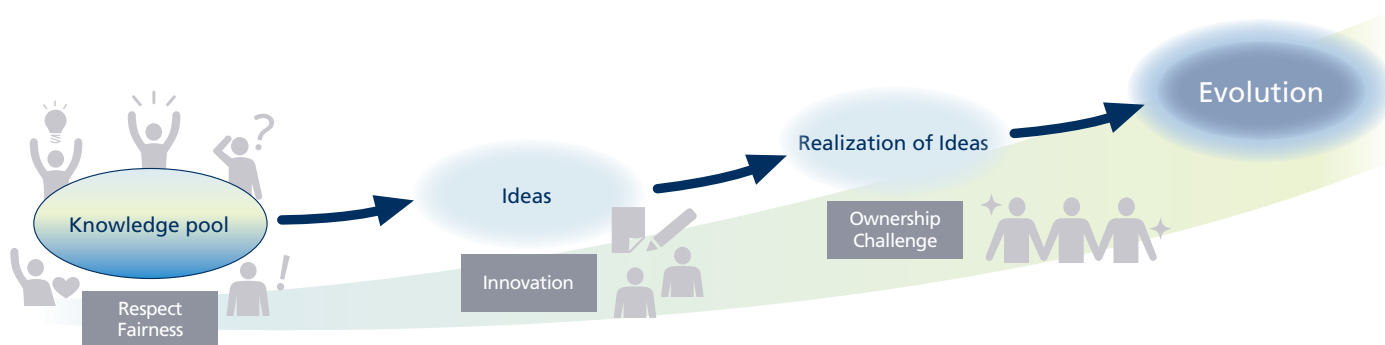 Knowledge pool
Respect
Fairness
Ideas
Innovation
Realization of Ideas
Ownership
Challenge
Evolution